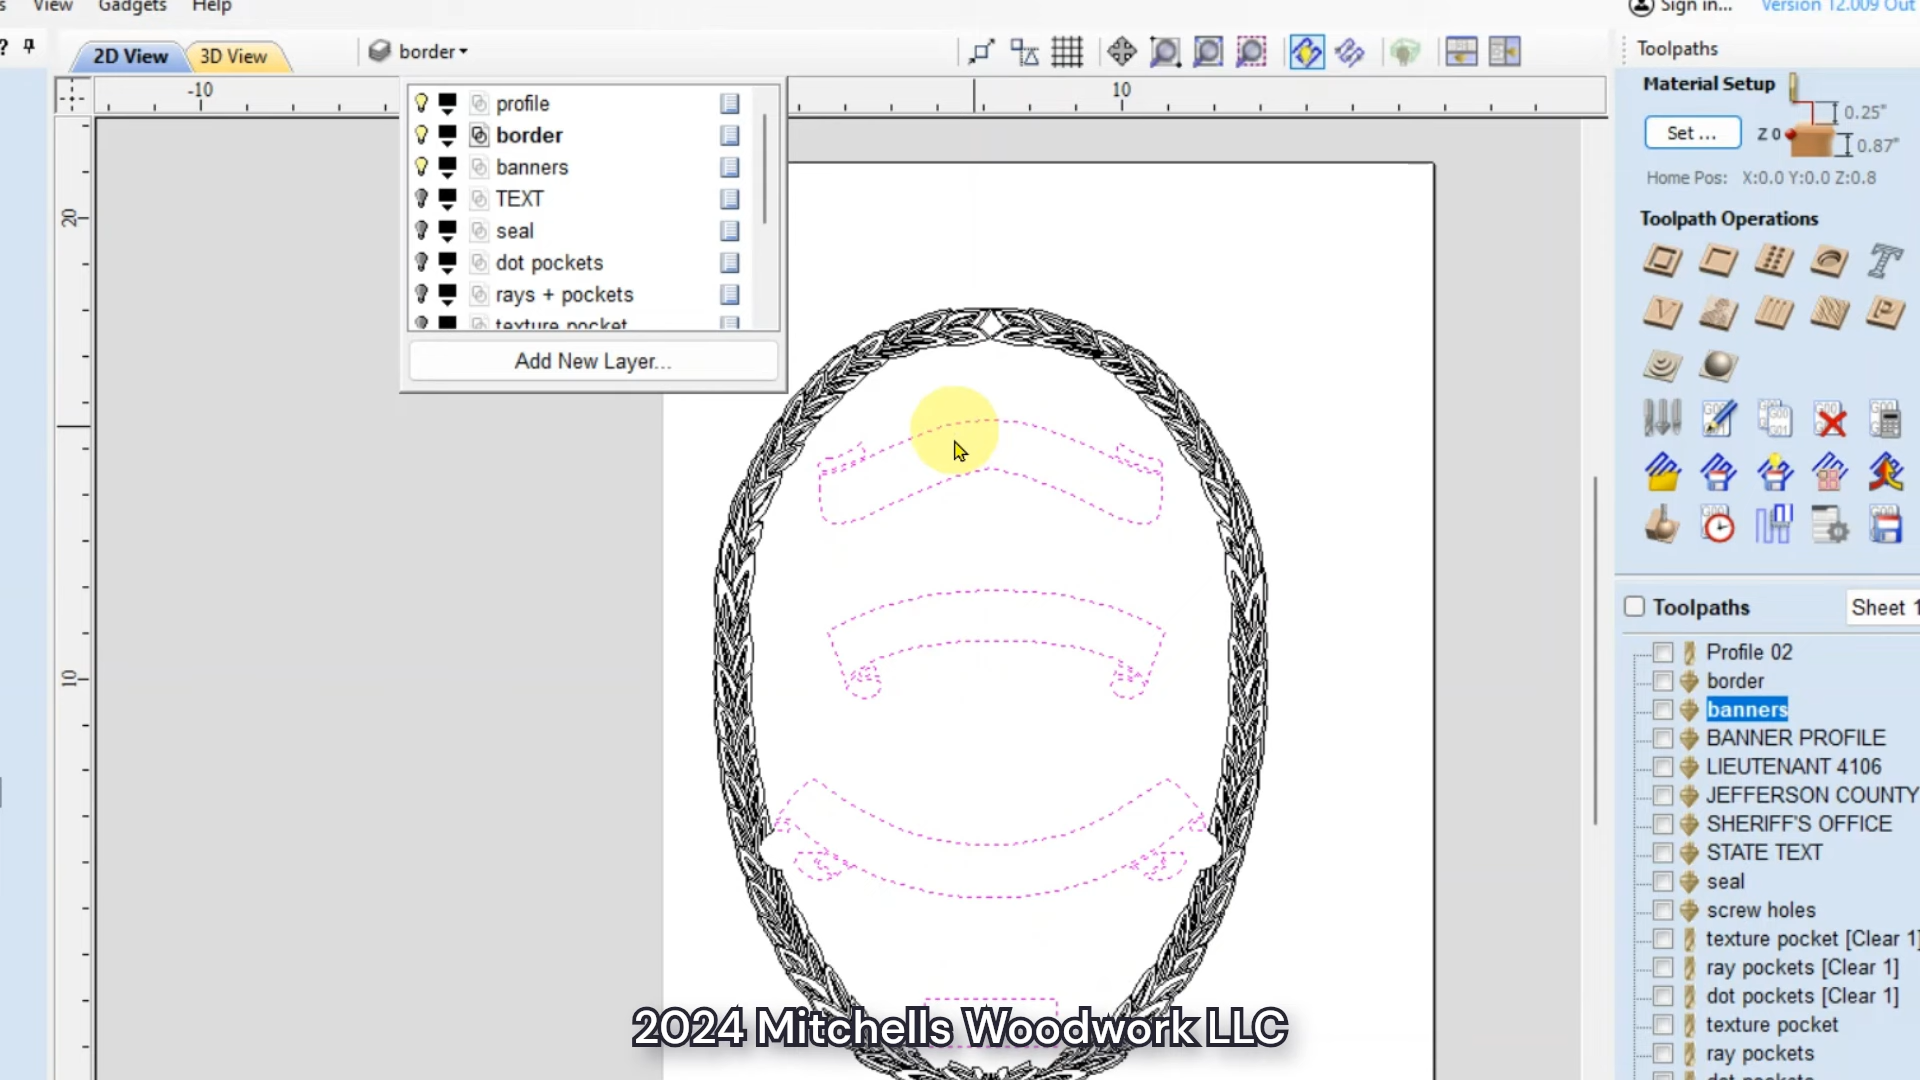 View Gadgets Help
Sign in... Version 12.009 Out
2D View 3D View border
Toolpaths
-10 10
20
10
profile
border
banners
TEXT
seal
dot pockets
rays + pockets
texture pocket
Add New Layer...
Material Setup
Set ... Z 0 0.25"
0.87"
Home Pos: X:0.0 Y:0.0 Z:0.8
Toolpath Operations
Toolpaths Sheet 1
Profile 02
border
banners
BANNER PROFILE
LIEUTENANT 4106
JEFFERSON COUNTY
SHERIFF'S OFFICE
STATE TEXT
seal
screw holes
texture pocket [Clear 1]
ray pockets [Clear 1]
dot pockets [Clear 1]
texture pocket
ray pockets
dot pockets
2024 Mitchells Woodwork LLC